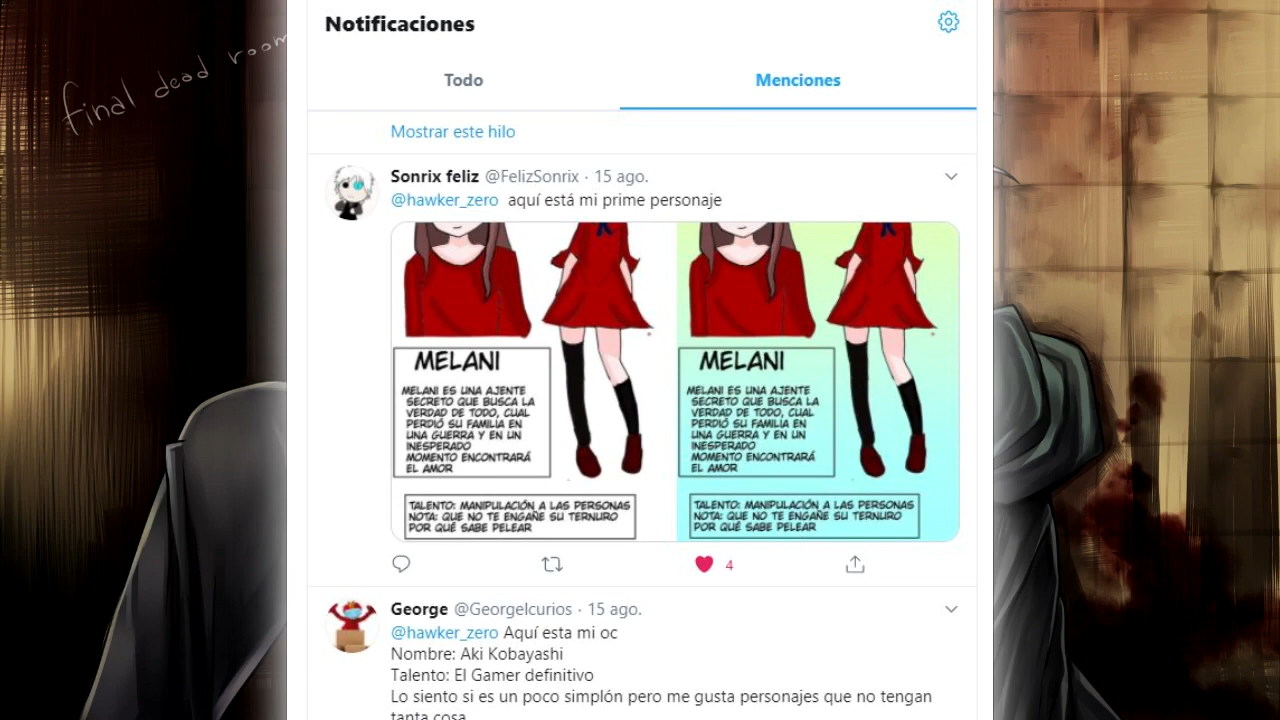 final dead room
Notificaciones
Todo
Menciones
Mostrar este hilo
Sonrix feliz @FelizSonrix · 15 ago.
@hawker_zero aquí está mi prime personaje
MELANI
MELANI ES UNA AJENTE
SECRETO QUE BUSCA LA
VERDAD DE TODO, CUAL
PERDIÓ SU FAMILIA EN
UNA GUERRA Y EN UN
INESPERADO
MOMENTO ENCONTRARÁ
EL AMOR
TALENTO: MANIPULACIÓN A LAS PERSONAS
NOTA: QUE NO TE ENGAÑE SU TERNURO
POR QUÉ SABE PELEAR
MELANI
MELANI ES UNA AJENTE
SECRETO QUE BUSCA LA
VERDAD DE TODO, CUAL
PERDIÓ SU FAMILIA EN
UNA GUERRA Y EN UN
INESPERADO
MOMENTO ENCONTRARÁ
EL AMOR
TALENTO: MANIPULACIÓN A LAS PERSONAS
NOTA: QUE NO TE ENGAÑE SU TERNURO
POR QUÉ SABE PELEAR
4
George @Georgelcurios · 15 ago.
@hawker_zero Aquí esta mi oc
Nombre: Aki Kobayashi
Talento: El Gamer definitivo
Lo siento si es un poco simplón pero me gusta personajes que no tengan
tanta cosa